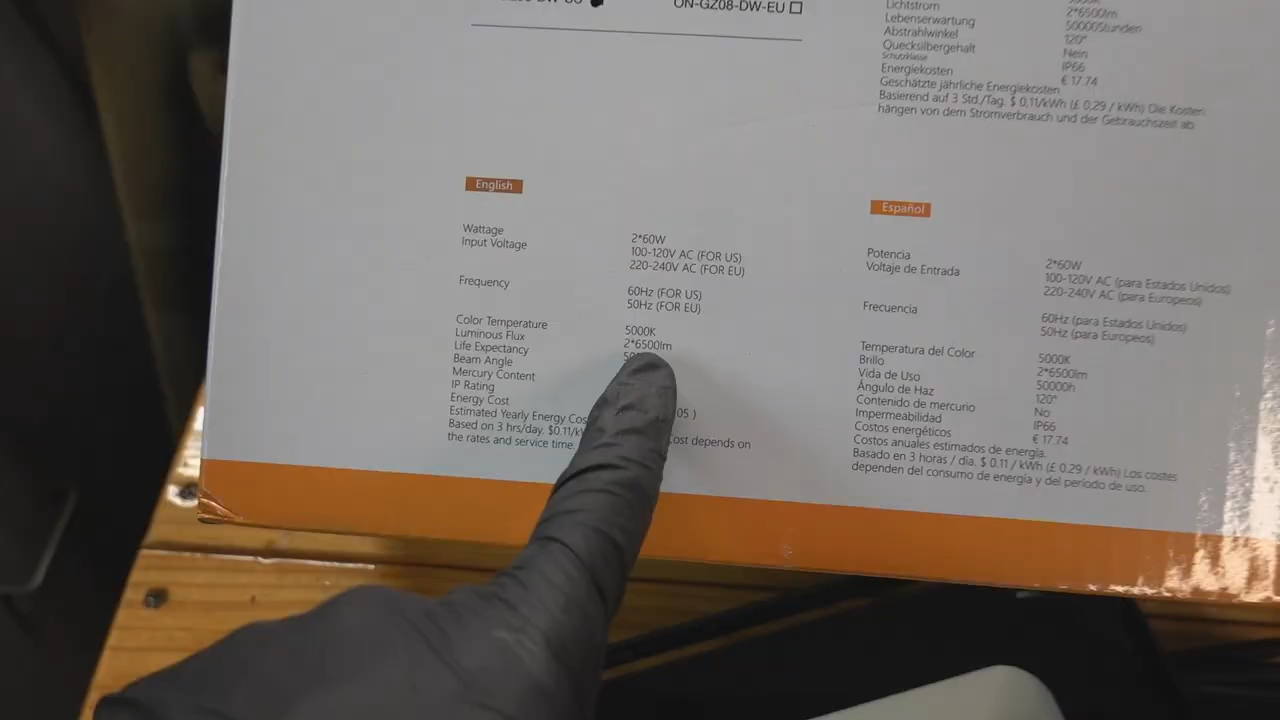 ON-GZ08-DW-EU
Lichtstrom 2*6500lm
Lebenserwartung 50000Stunden
Abstrahlwinkel 120°
Quecksilbergehalt Nein
Schutzklasse IP66
Energiekosten € 17.74
Geschätzte jährliche Energiekosten
Basierend auf 3 Std./Tag. $ 0,11/kWh (£ 0.29 / kWh) Die Kosten
hängen von dem Stromverbrauch und der Gebrauchszeit ab.
English
Wattage 2*60W
Input Voltage 100-120V AC (FOR US)
220-240V AC (FOR EU)
Frequency 60Hz (FOR US)
50Hz (FOR EU)
Color Temperature 5000K
Luminous Flux 2*6500lm
Life Expectancy
Beam Angle
Mercury Content
IP Rating
Energy Cost 05 )
Estimated Yearly Energy
Based on 3 hrs/day. $0.11/ cost depends on
the rates and service time.
Español
Potencia 2*60W
Voltaje de Entrada 100-120V AC (para Estados Unidos)
220-240V AC (para Europeos)
Frecuencia 60Hz (para Estados Unidos)
50Hz (para Europeos)
Temperatura del Color 5000K
Brillo 2*6500lm
Vida de Uso 50000h
Ángulo de Haz 120°
Contenido de mercurio No
Impermeabilidad IP66
Costos energéticos € 17.74
Costos anuales estimados de energía.
Basado en 3 horas / día. $ 0.11 / kWh (£ 0.29 / kWh) Los costes
dependen del consumo de energía y del período de uso.